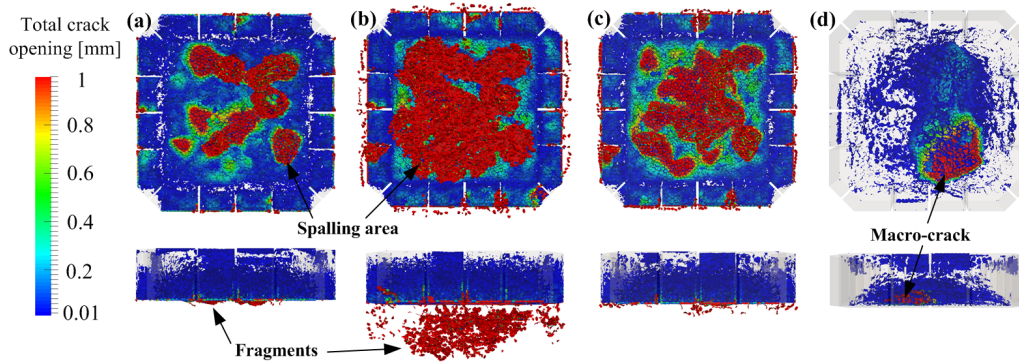 Total crack
opening [mm]
(a)
(b)
(c)
(d)
1
0.8
0.6
0.4
0.2
0.01
Spalling area
Macro-crack
Fragments